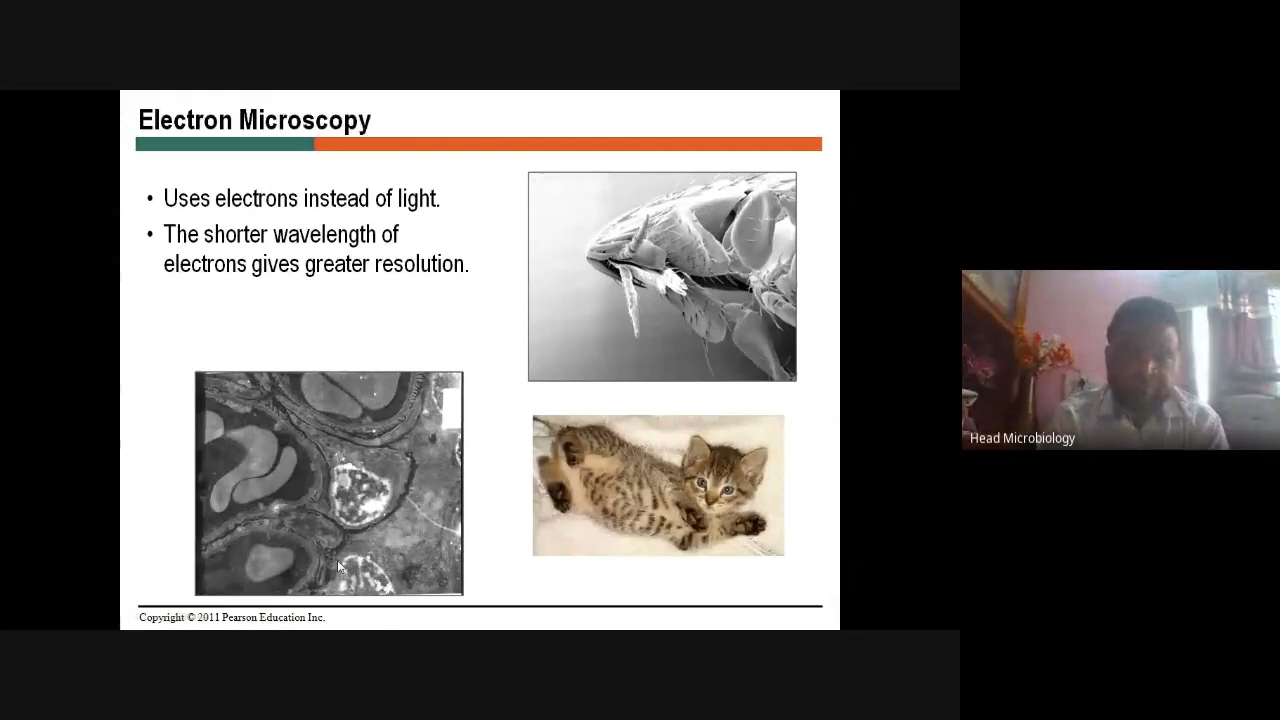 Electron Microscopy
• Uses electrons instead of light.
• The shorter wavelength of
electrons gives greater resolution.
Copyright © 2011 Pearson Education Inc.
Head Microbiology